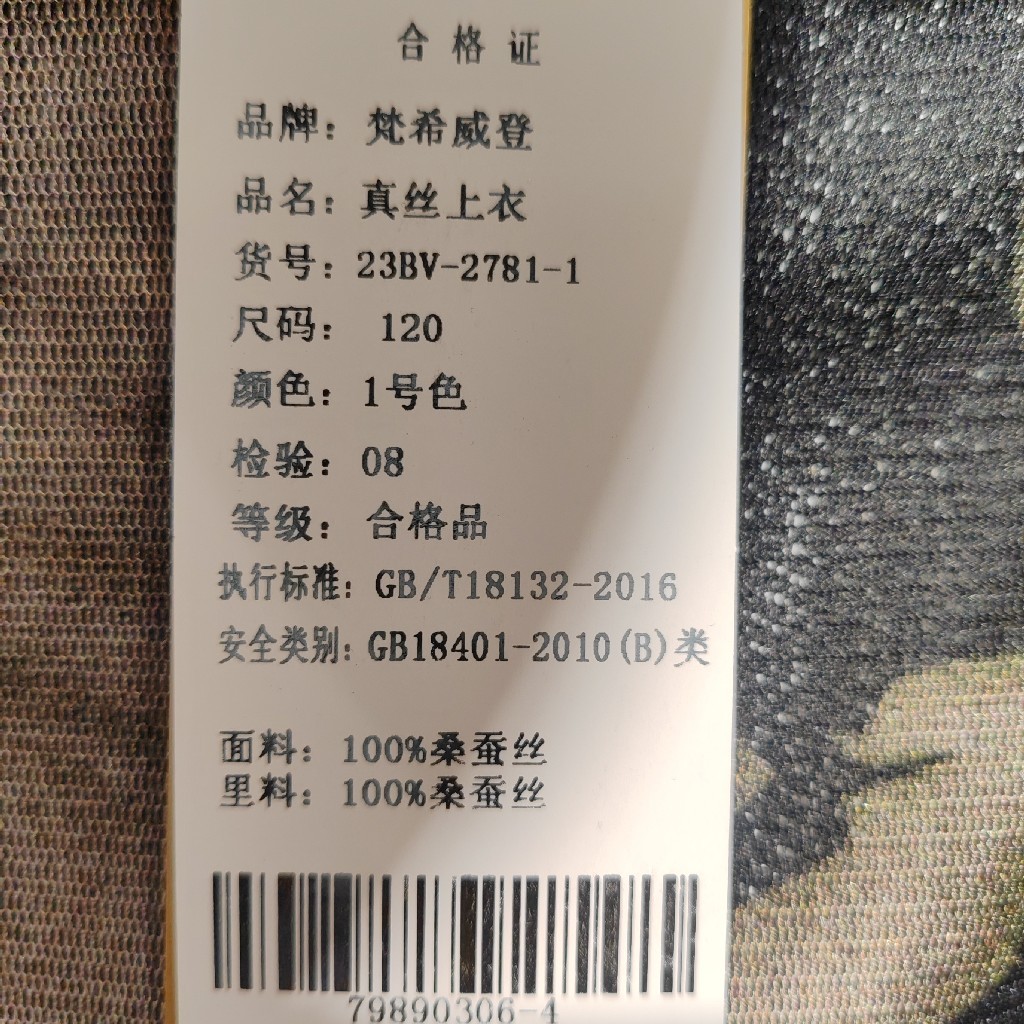 合格证
品牌：梵希威登
品名：真丝上衣
货号：23BV-2781-1
尺码：120
颜色：1号色
检验：08
等级：合格品
执行标准：GB/T18132-2016
安全类别：GB18401-2010(B)类
面料：100%桑蚕丝
里料：100%桑蚕丝
79890306-4